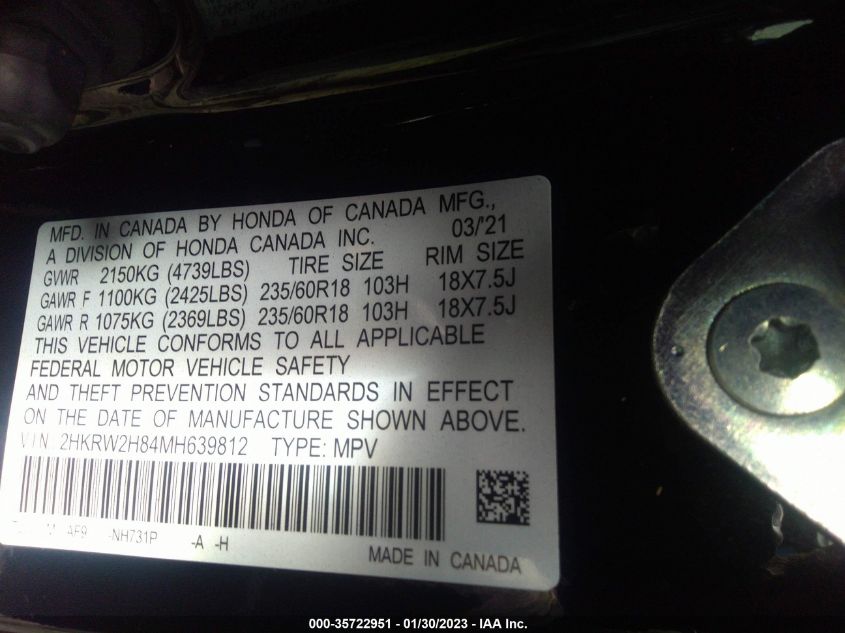 MFD. IN CANADA BY HONDA OF CANADA MFG.,
A DIVISION OF HONDA CANADA INC. 03/'21
GVWR 2150KG (4739LBS) TIRE SIZE RIM SIZE
GAWR F 1100KG (2425LBS) 235/60R18 103H 18X7.5J
GAWR R 1075KG (2369LBS) 235/60R18 103H 18X7.5J
THIS VEHICLE CONFORMS TO ALL APPLICABLE
FEDERAL MOTOR VEHICLE SAFETY
AND THEFT PREVENTION STANDARDS IN EFFECT
ON THE DATE OF MANUFACTURE SHOWN ABOVE.
VIN 2HKRW2H84MH639812 TYPE: MPV
-NH731P -A -H
MADE IN CANADA
000-35722951 - 01/30/2023 - IAA Inc.